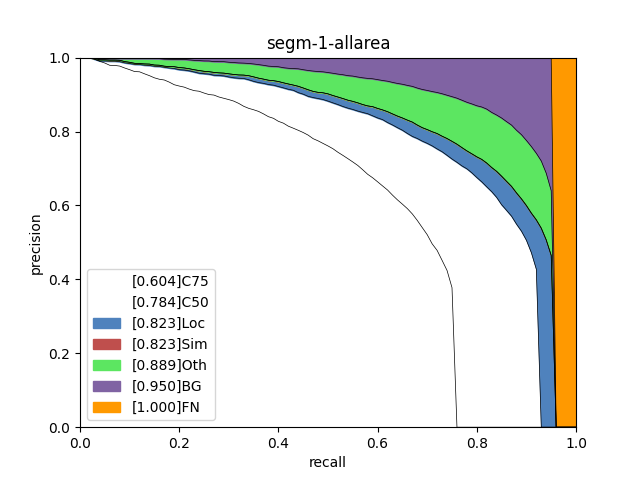 segm-1-allarea
1.0
0.8
0.6
0.4
0.2
0.0
precision
[0.604]C75
[0.784]C50
[0.823]Loc
[0.823]Sim
[0.889]Oth
[0.950]BG
[1.000]FN
0.0 0.2 0.4 0.6 0.8 1.0
recall